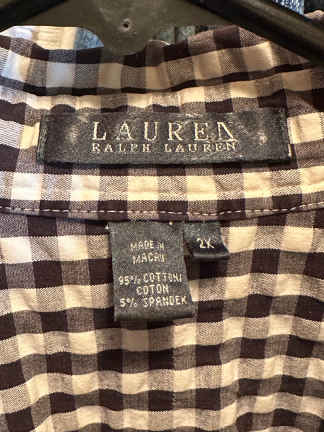 LAUREN
RALPH LAUREN
2X
MADE IN
MACAU
95% COTTON/
COTON
5% SPANDEX